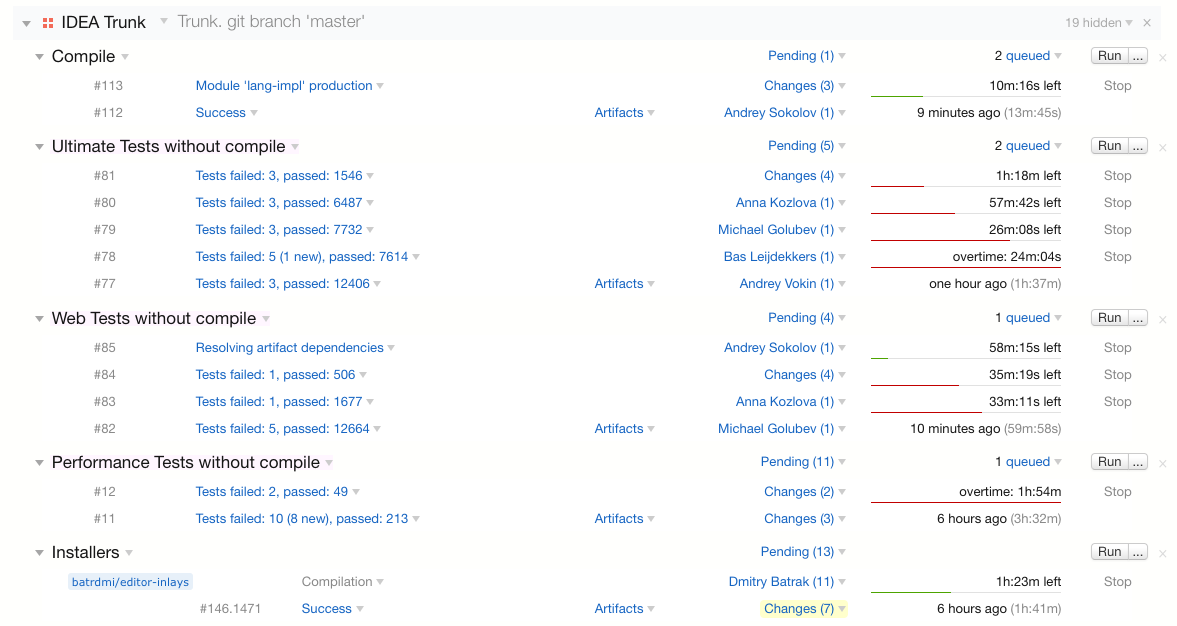 IDEA Trunk Trunk. git branch 'master' 19 hidden ×
Compile Pending (1) 2 queued Run ... ×
#113 Module 'lang-impl' production Changes (3) 10m:16s left Stop
#112 Success Artifacts Andrey Sokolov (1) 9 minutes ago (13m:45s)
Ultimate Tests without compile Pending (5) 2 queued Run ... ×
#81 Tests failed: 3, passed: 1546 Changes (4) 1h:18m left Stop
#80 Tests failed: 3, passed: 6487 Anna Kozlova (1) 57m:42s left Stop
#79 Tests failed: 3, passed: 7732 Michael Golubev (1) 26m:08s left Stop
#78 Tests failed: 5 (1 new), passed: 7614 Bas Leijdekkers (1) overtime: 24m:04s Stop
#77 Tests failed: 3, passed: 12406 Artifacts Andrey Vokin (1) one hour ago (1h:37m)
Web Tests without compile Pending (4) 1 queued Run ... ×
#85 Resolving artifact dependencies Andrey Sokolov (1) 58m:15s left Stop
#84 Tests failed: 1, passed: 506 Changes (4) 35m:19s left Stop
#83 Tests failed: 1, passed: 1677 Anna Kozlova (1) 33m:11s left Stop
#82 Tests failed: 5, passed: 12664 Artifacts Michael Golubev (1) 10 minutes ago (59m:58s)
Performance Tests without compile Pending (11) 1 queued Run ... ×
#12 Tests failed: 2, passed: 49 Changes (2) overtime: 1h:54m Stop
#11 Tests failed: 10 (8 new), passed: 213 Artifacts Changes (3) 6 hours ago (3h:32m)
Installers Pending (13) Run ... ×
batrdmi/editor-inlays Compilation Dmitry Batrak (11) 1h:23m left Stop
#146.1471 Success Artifacts Changes (7) 6 hours ago (1h:41m)